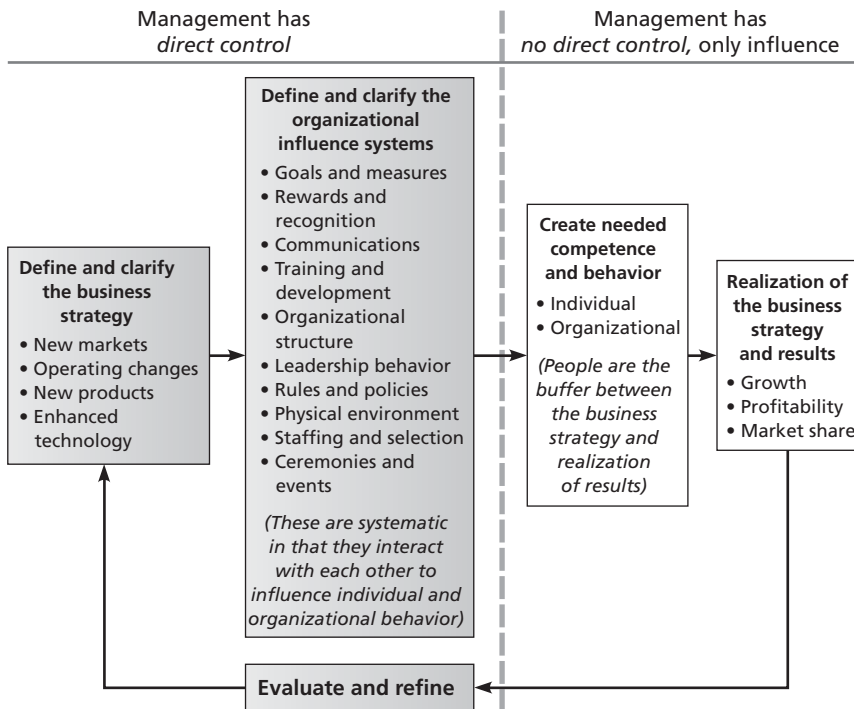 Management has
direct control
Management has
no direct control, only influence
Define and clarify
the business
strategy
• New markets
• Operating changes
• New products
• Enhanced
technology
Define and clarify the
organizational
influence systems
• Goals and measures
• Rewards and
recognition
• Communications
• Training and
development
• Organizational
structure
• Leadership behavior
• Rules and policies
• Physical environment
• Staffing and selection
• Ceremonies and
events
(These are systematic
in that they interact
with each other to
influence individual and
organizational behavior)
Create needed
competence
and behavior
• Individual
• Organizational
(People are the
buffer between
the business
strategy and
realization
of results)
Realization of
the business
strategy
and results
• Growth
• Profitability
• Market share
Evaluate and refine